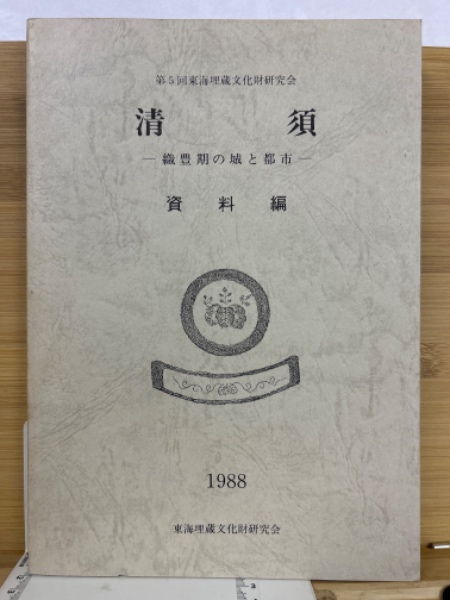 第5回東海埋蔵文化財研究会
清須
―織豊期の城と都市―
資料編
1988
東海埋蔵文化財研究会